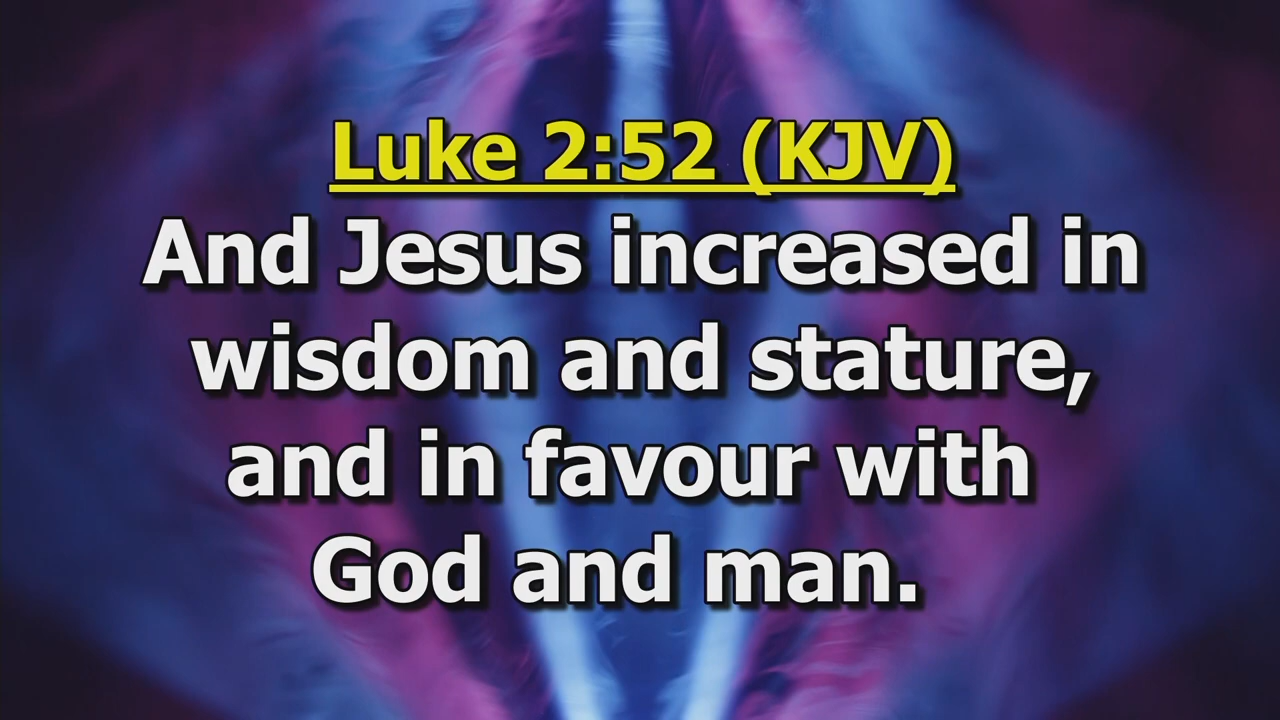 Luke 2:52 (KJV)
And Jesus increased in
wisdom and stature,
and in favour with
God and man.